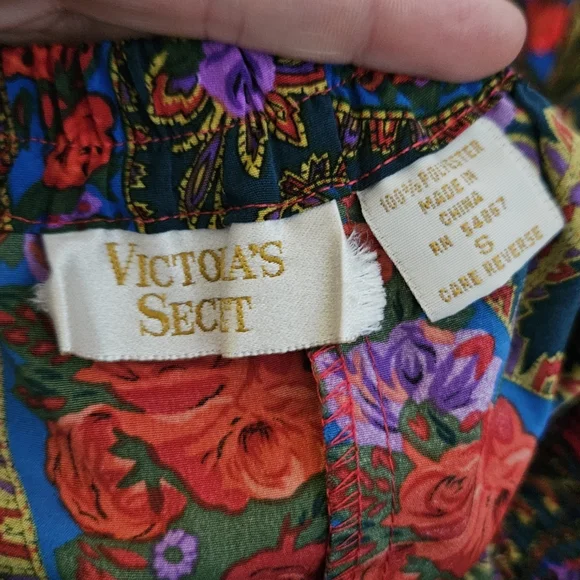 VICTORIA'S
SECRET
100% POLYESTER
MADE IN
CHINA
RN 54867
S
CARE REVERSE